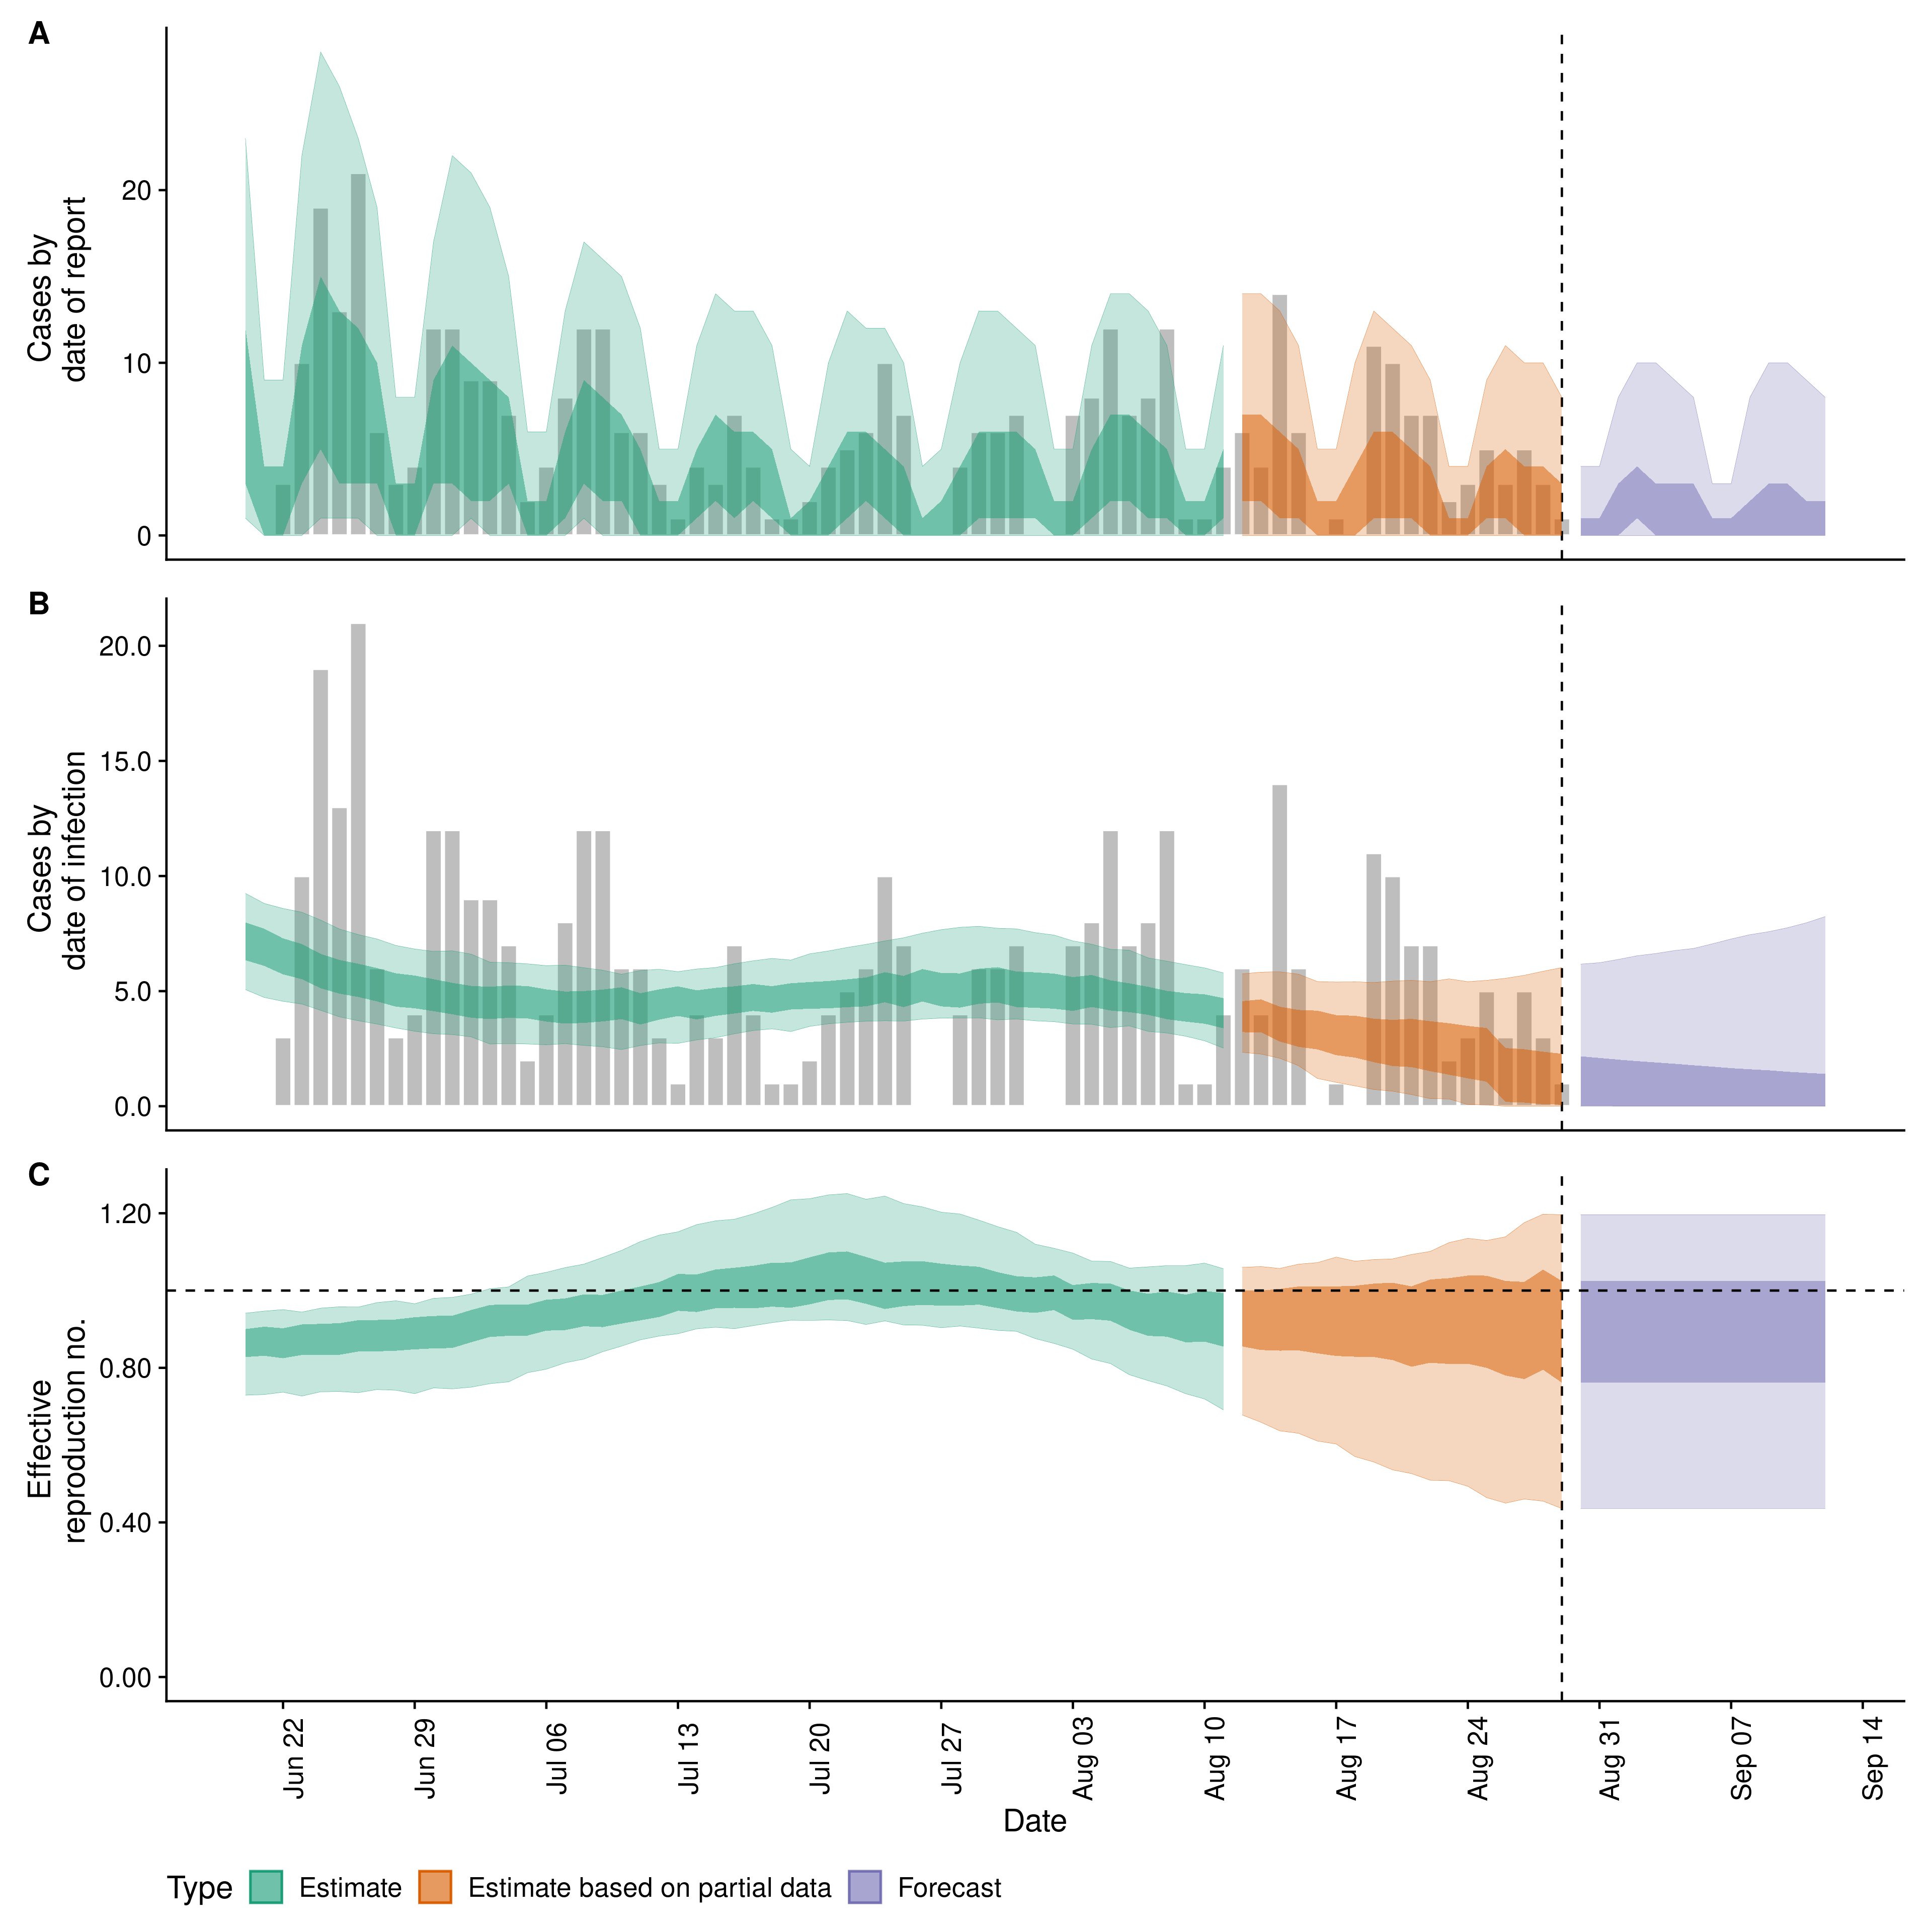 A
Cases by
date of report
20
10
0
B
Cases by
date of infection
20.0
15.0
10.0
5.0
0.0
C
Effective
reproduction no.
1.20
0.80
0.40
0.00
Jun 22
Jun 29
Jul 06
Jul 13
Jul 20
Jul 27
Aug 03
Aug 10
Aug 17
Aug 24
Aug 31
Sep 07
Sep 14
Date
Type Estimate Estimate based on partial data Forecast